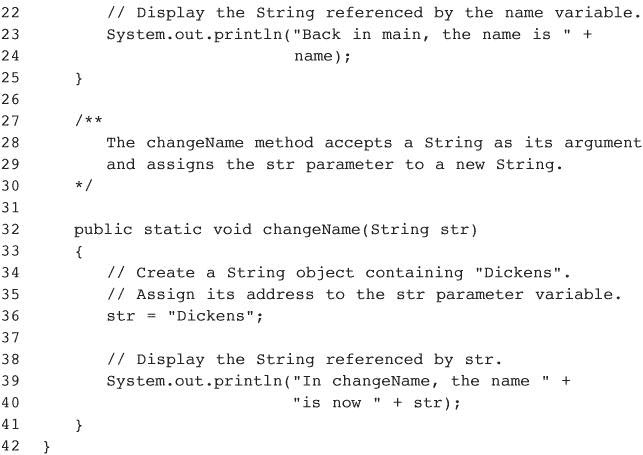 22         // Display the String referenced by the name variable.
23         System.out.println("Back in main, the name is " +
24                            name);
25      }
26
27      /**
28         The changeName method accepts a String as its argument
29         and assigns the str parameter to a new String.
30      */
31
32      public static void changeName(String str)
33      {
34         // Create a String object containing "Dickens".
35         // Assign its address to the str parameter variable.
36         str = "Dickens";
37
38         // Display the String referenced by str.
39         System.out.println("In changeName, the name " +
40                            "is now " + str);
41      }
42   }